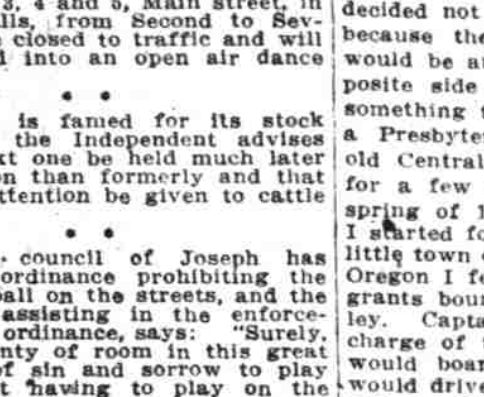 3, 4 and 5, Main street, in
lls, from Second to Sev-
closed to traffic and will
into an open air dance
is famed for its stock
the Independent advises
one be held much later
than formerly and that
attention be given to cattle
council of Joseph has
ordinance prohibiting the
ball on the streets, and the
assisting in the enforce-
ordinance, says: "Surely,
nty of room in this great
of sin and sorrow to play
t having to play on the
decided not
because the
would be a
posite side
something
a Presbyte
old Central
for a few
spring of 1
I started fo
little town
Oregon I fe
grants bou
ley. Capta
charge of
would boar
would drive